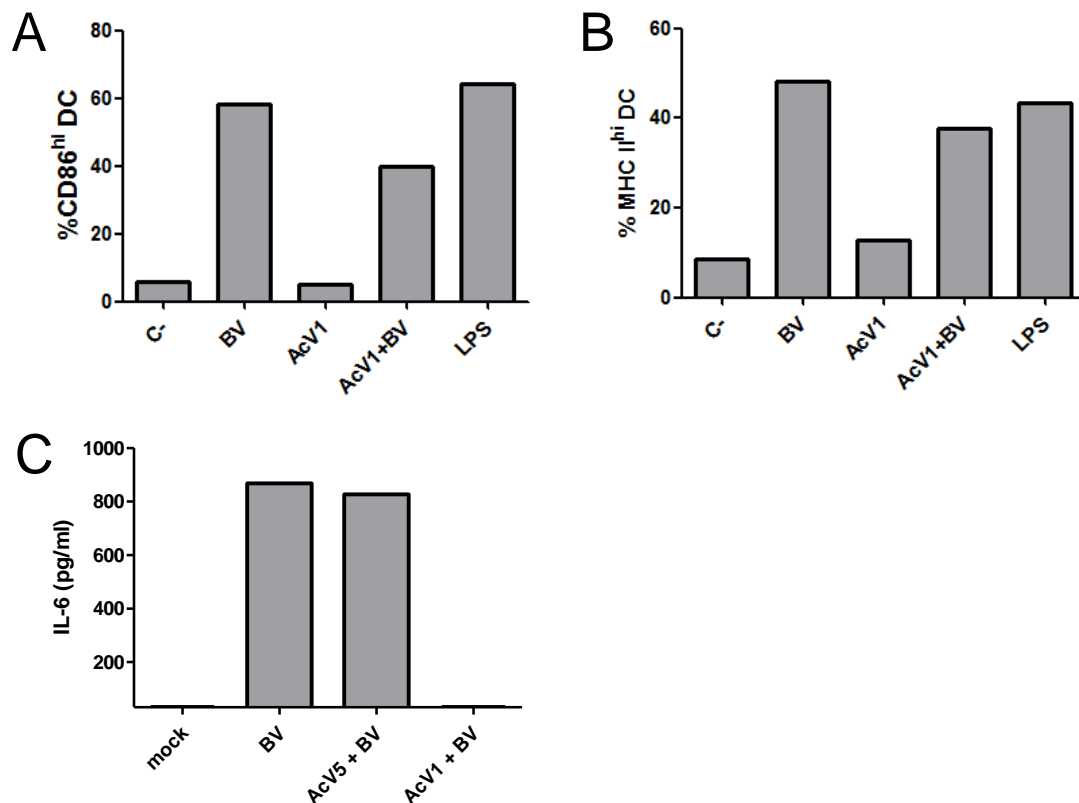 A
%CD86hi DC
80
60
40
20
0
C-
BV
AcV1
AcV1+BV
LPS
B
% MHC IIhi DC
60
40
20
0
C-
BV
AcV1
AcV1+BV
LPS
C
IL-6 (pg/ml)
1000
800
600
400
200
mock
BV
AcV5 + BV
AcV1 + BV